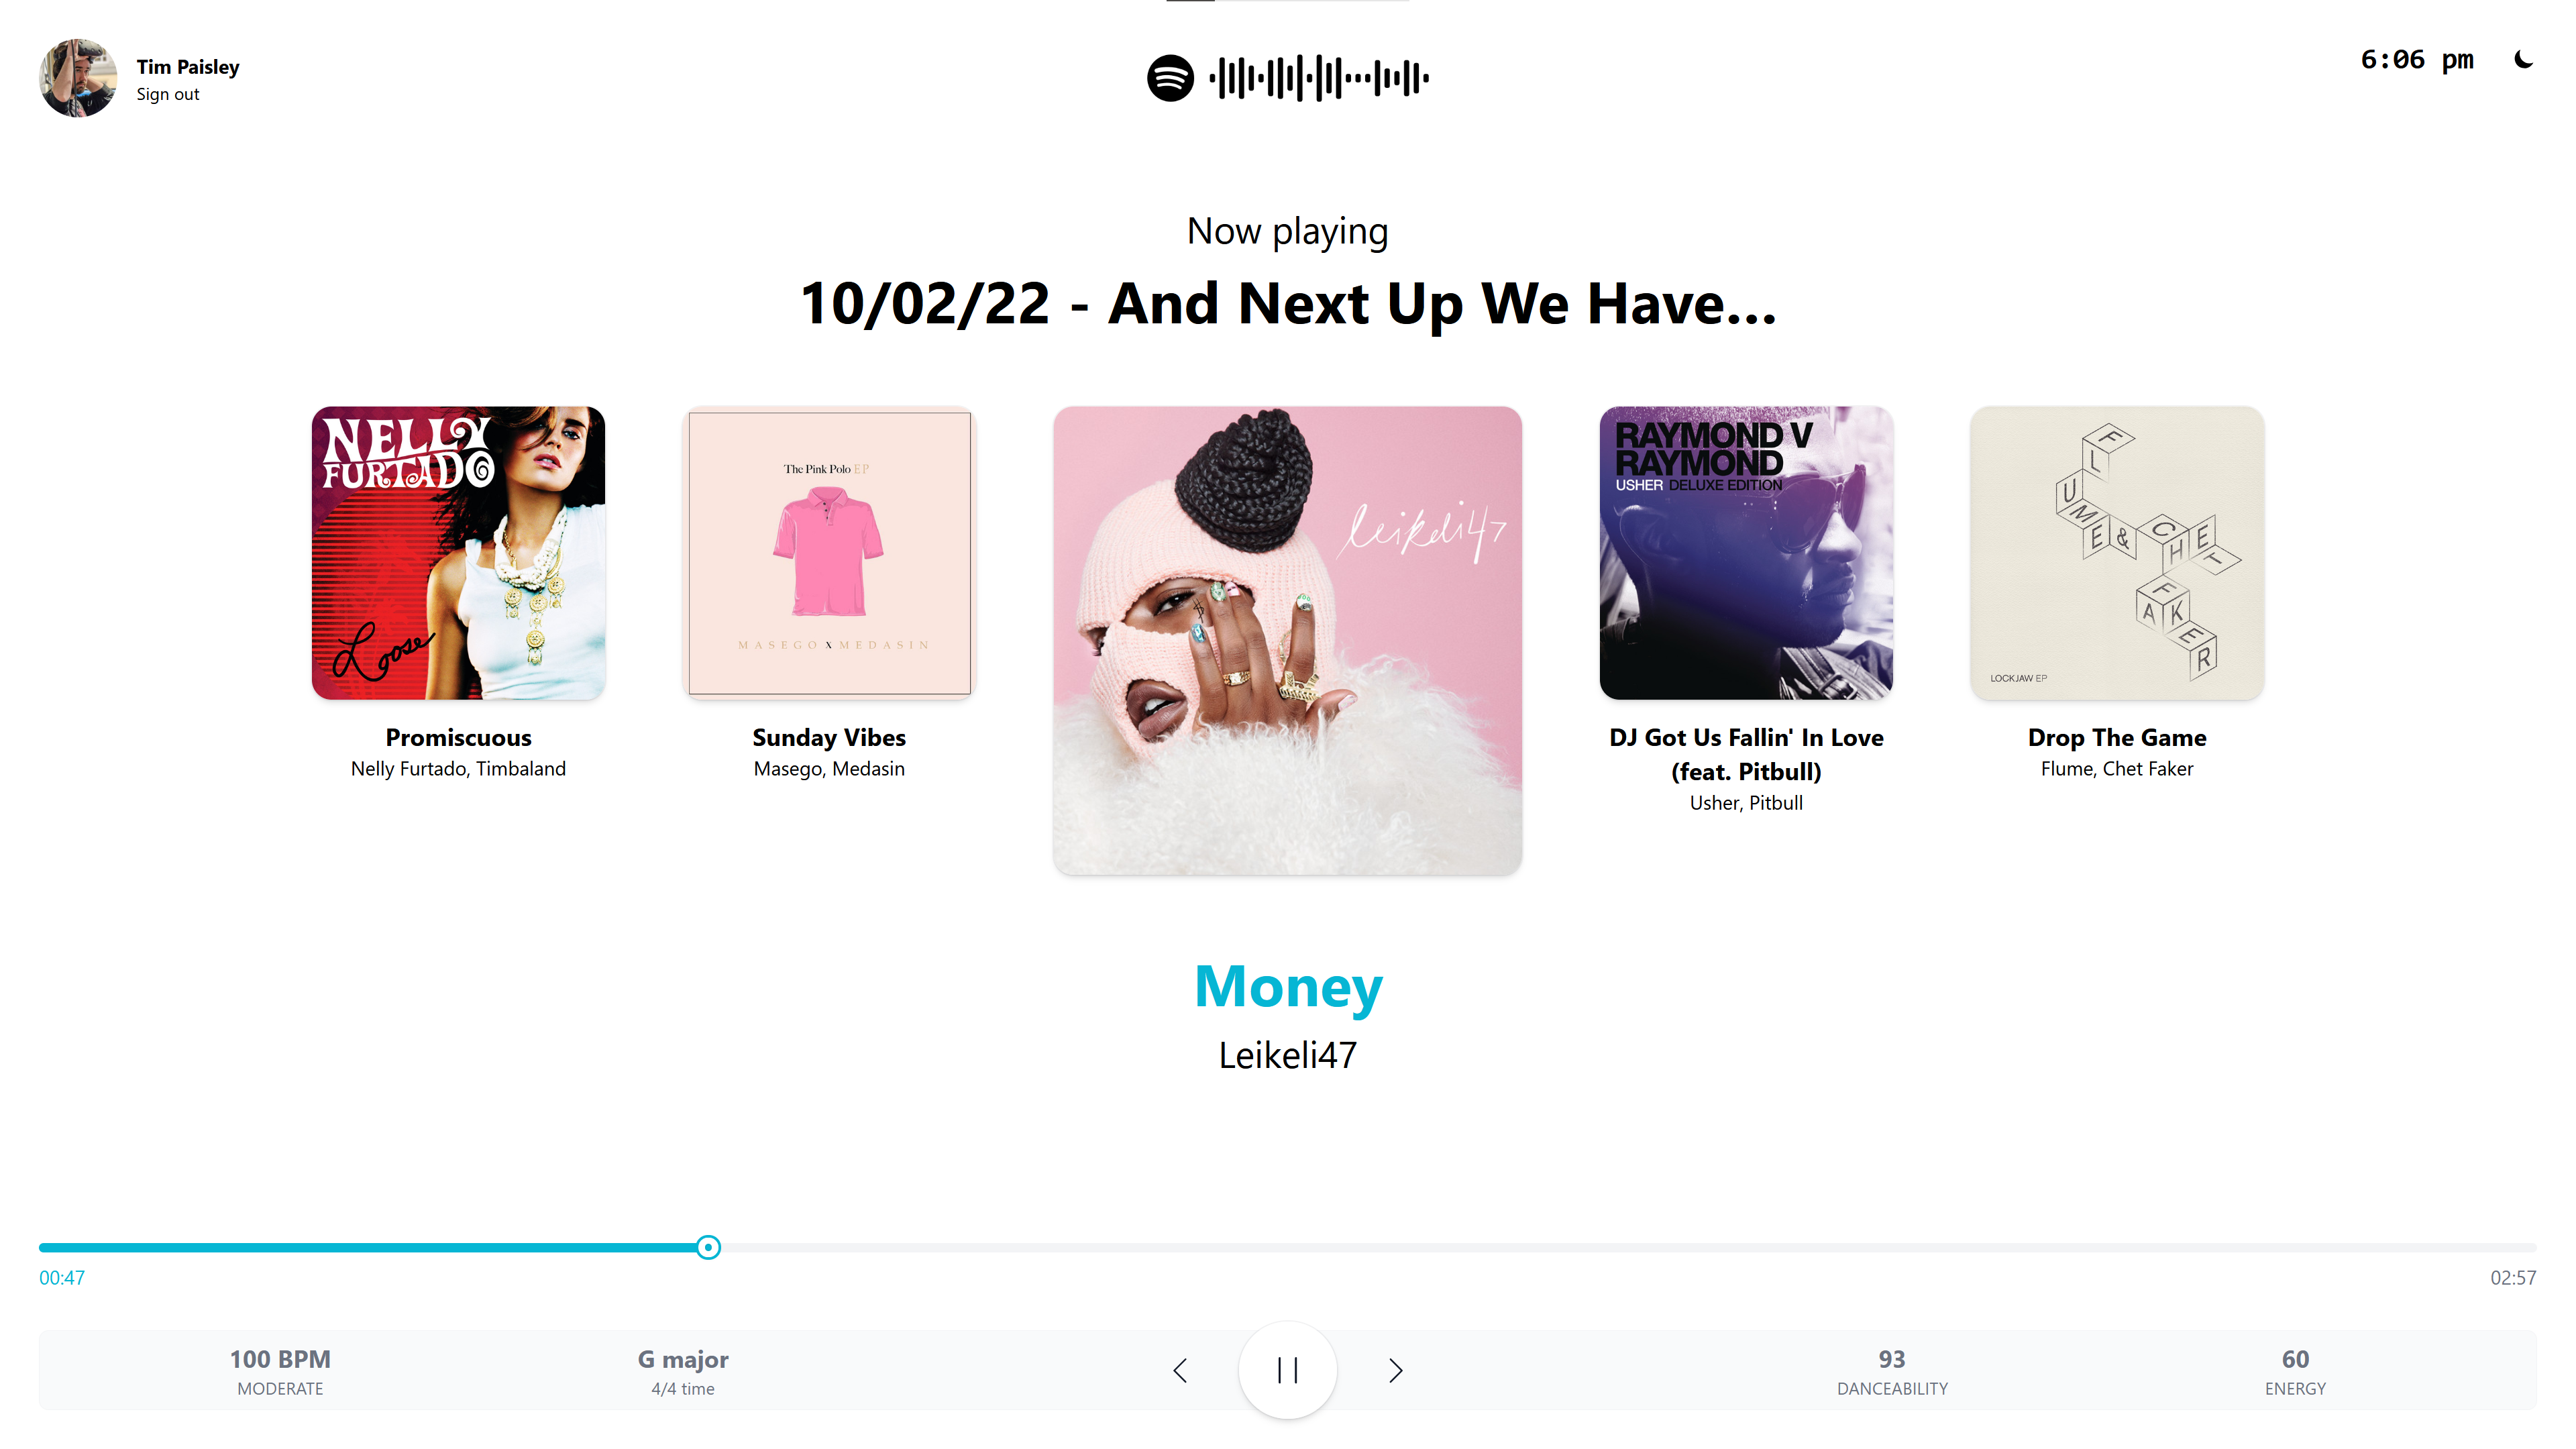 Tim Paisley
Sign out
6:06 pm
Now playing
10/02/22 - And Next Up We Have...
NELLY
FURTADO
Loose
Promiscuous
Nelly Furtado, Timbaland
The Pink Polo EP
MASEGO X MEDASIN
Sunday Vibes
Masego, Medasin
leikeli47
RAYMOND V
RAYMOND
USHER DELUXE EDITION
DJ Got Us Fallin' In Love
(feat. Pitbull)
Usher, Pitbull
FLUME & CHET FAKER
LOCKJAW EP
Drop The Game
Flume, Chet Faker
Money
Leikeli47
00:47
02:57
100 BPM
MODERATE
G major
4/4 time
93
DANCEABILITY
60
ENERGY